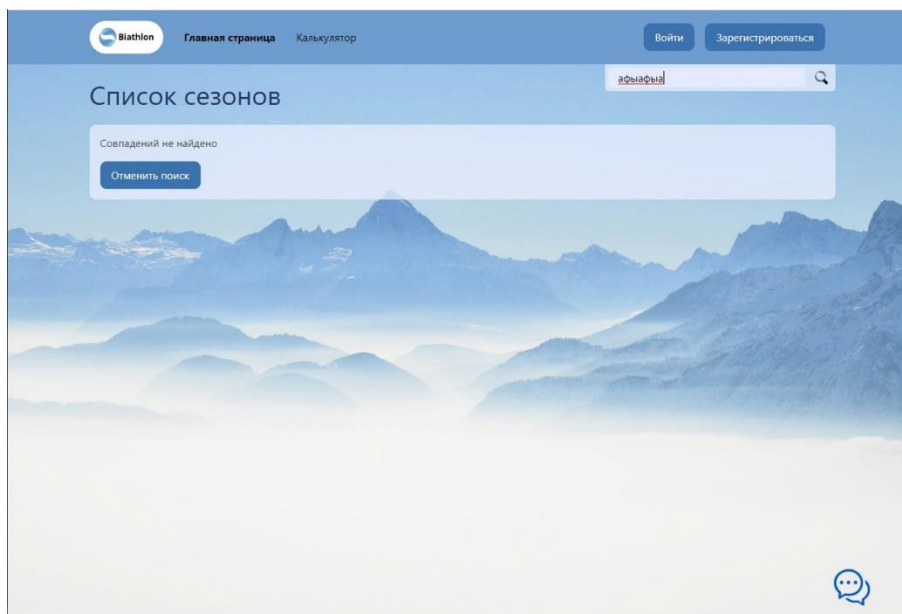 Biathlon
Главная страница
Калькулятор
Войти
Зарегистрироваться
афыафыа
Список сезонов
Совпадений не найдено
Отменить поиск